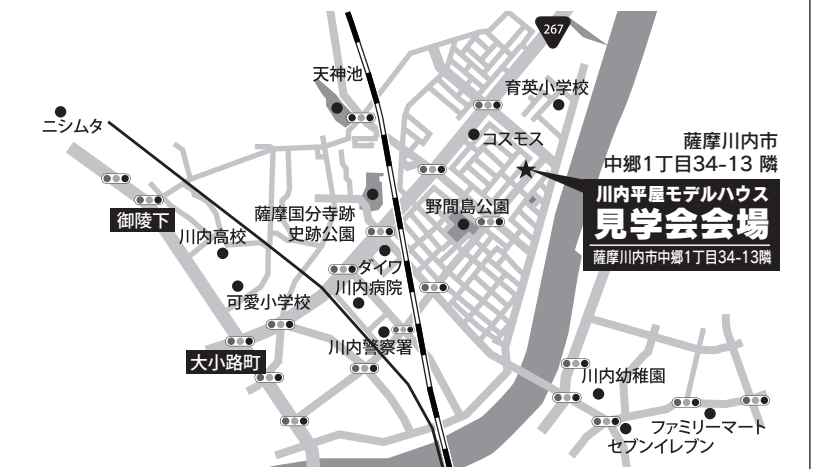 267
天神池
育英小学校
ニシムタ
コスモス
薩摩川内市
中郷1丁目34-13 隣
川内平屋モデルハウス
見学会会場
薩摩川内市中郷1丁目34-13隣
御陵下
薩摩国分寺跡
史跡公園
野間島公園
川内高校
ダイワ
川内病院
可愛小学校
川内警察署
大小路町
川内幼稚園
ファミリーマート
セブンイレブン